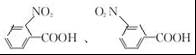 NO₂ O₂N
COOH 、 COOH